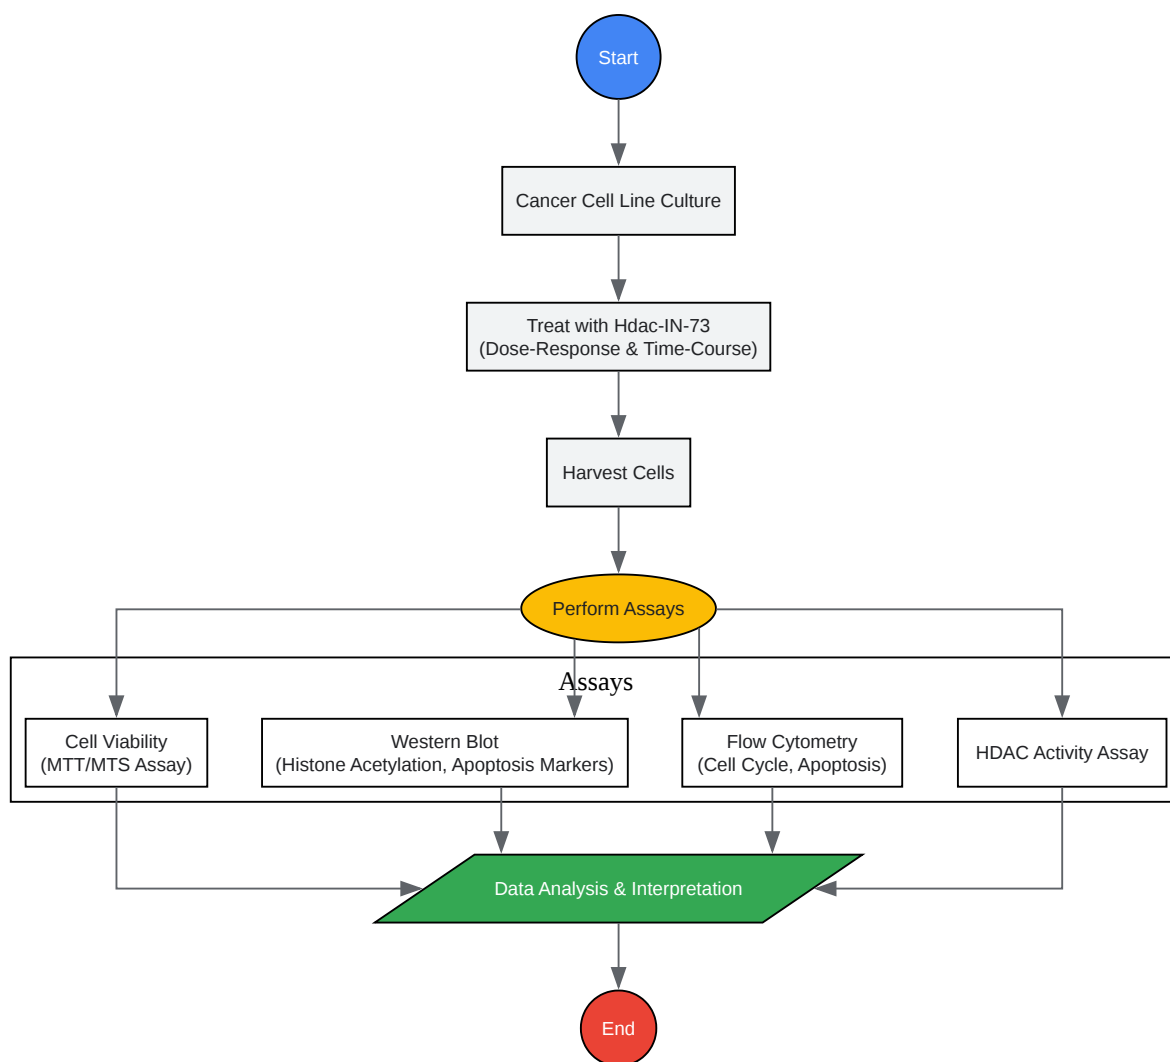 Start
Cancer Cell Line Culture
Treat with Hdac-IN-73
(Dose-Response & Time-Course)
Harvest Cells
Perform Assays
Assays
Cell Viability
(MTT/MTS Assay)
Western Blot
(Histone Acetylation, Apoptosis Markers)
Flow Cytometry
(Cell Cycle, Apoptosis)
HDAC Activity Assay
Data Analysis & Interpretation
End